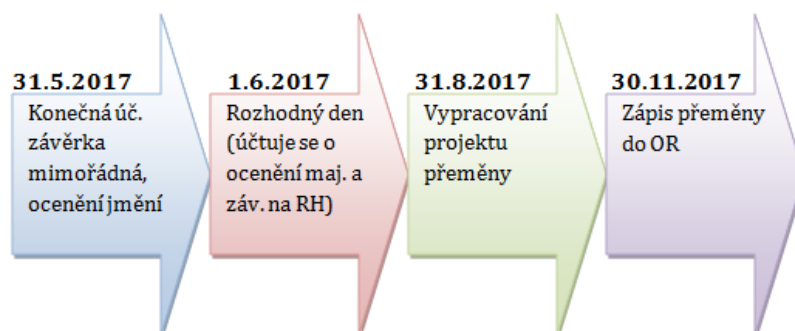 31.5.2017
Konečná úč.
závěrka
mimořádná,
ocenění jmění
1.6.2017
Rozhodný den
(účtuje se o
ocenění maj. a
záv. na RH)
31.8.2017
Vypracování
projektu
přeměny
30.11.2017
Zápis přeměny
do OR